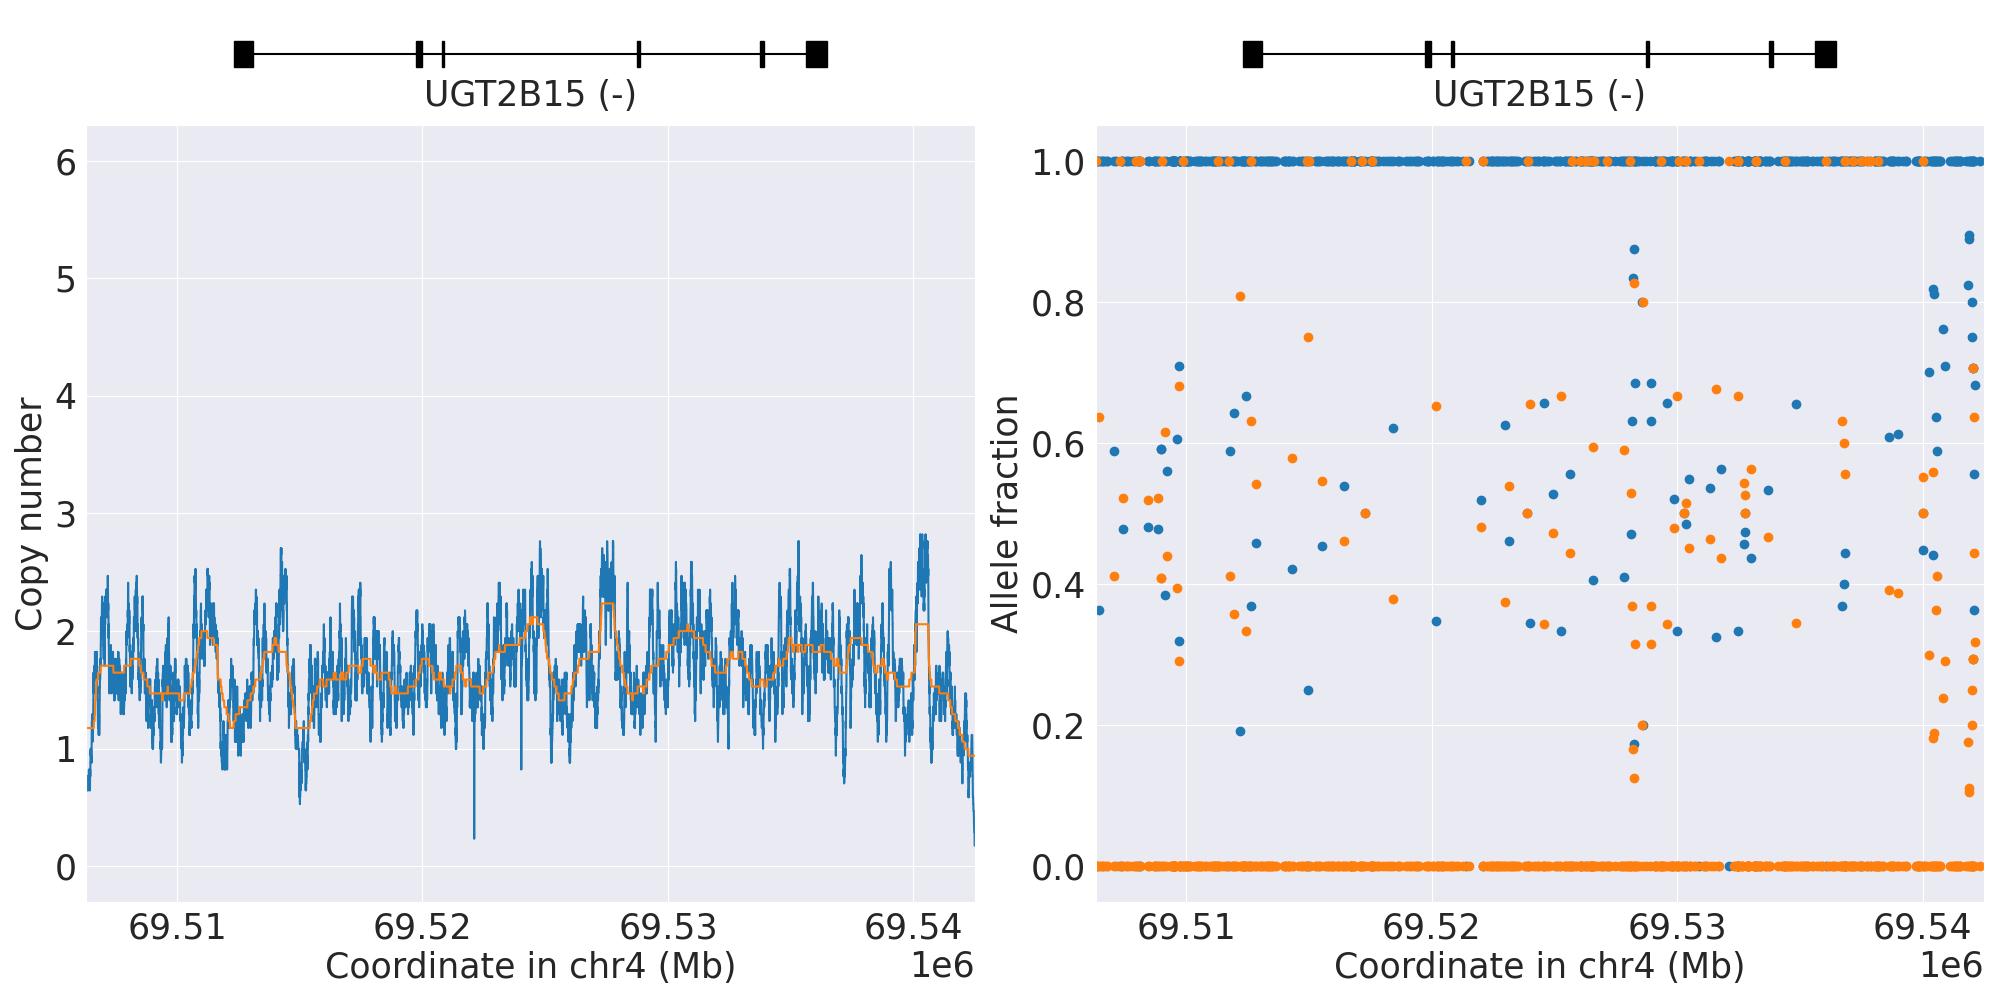 UGT2B15 (-)
6
5
4
3
2
1
0
Copy number
69.51 69.52 69.53 69.54
Coordinate in chr4 (Mb)
1e6
UGT2B15 (-)
1.0
0.8
0.6
0.4
0.2
0.0
Allele fraction
69.51 69.52 69.53 69.54
Coordinate in chr4 (Mb)
1e6